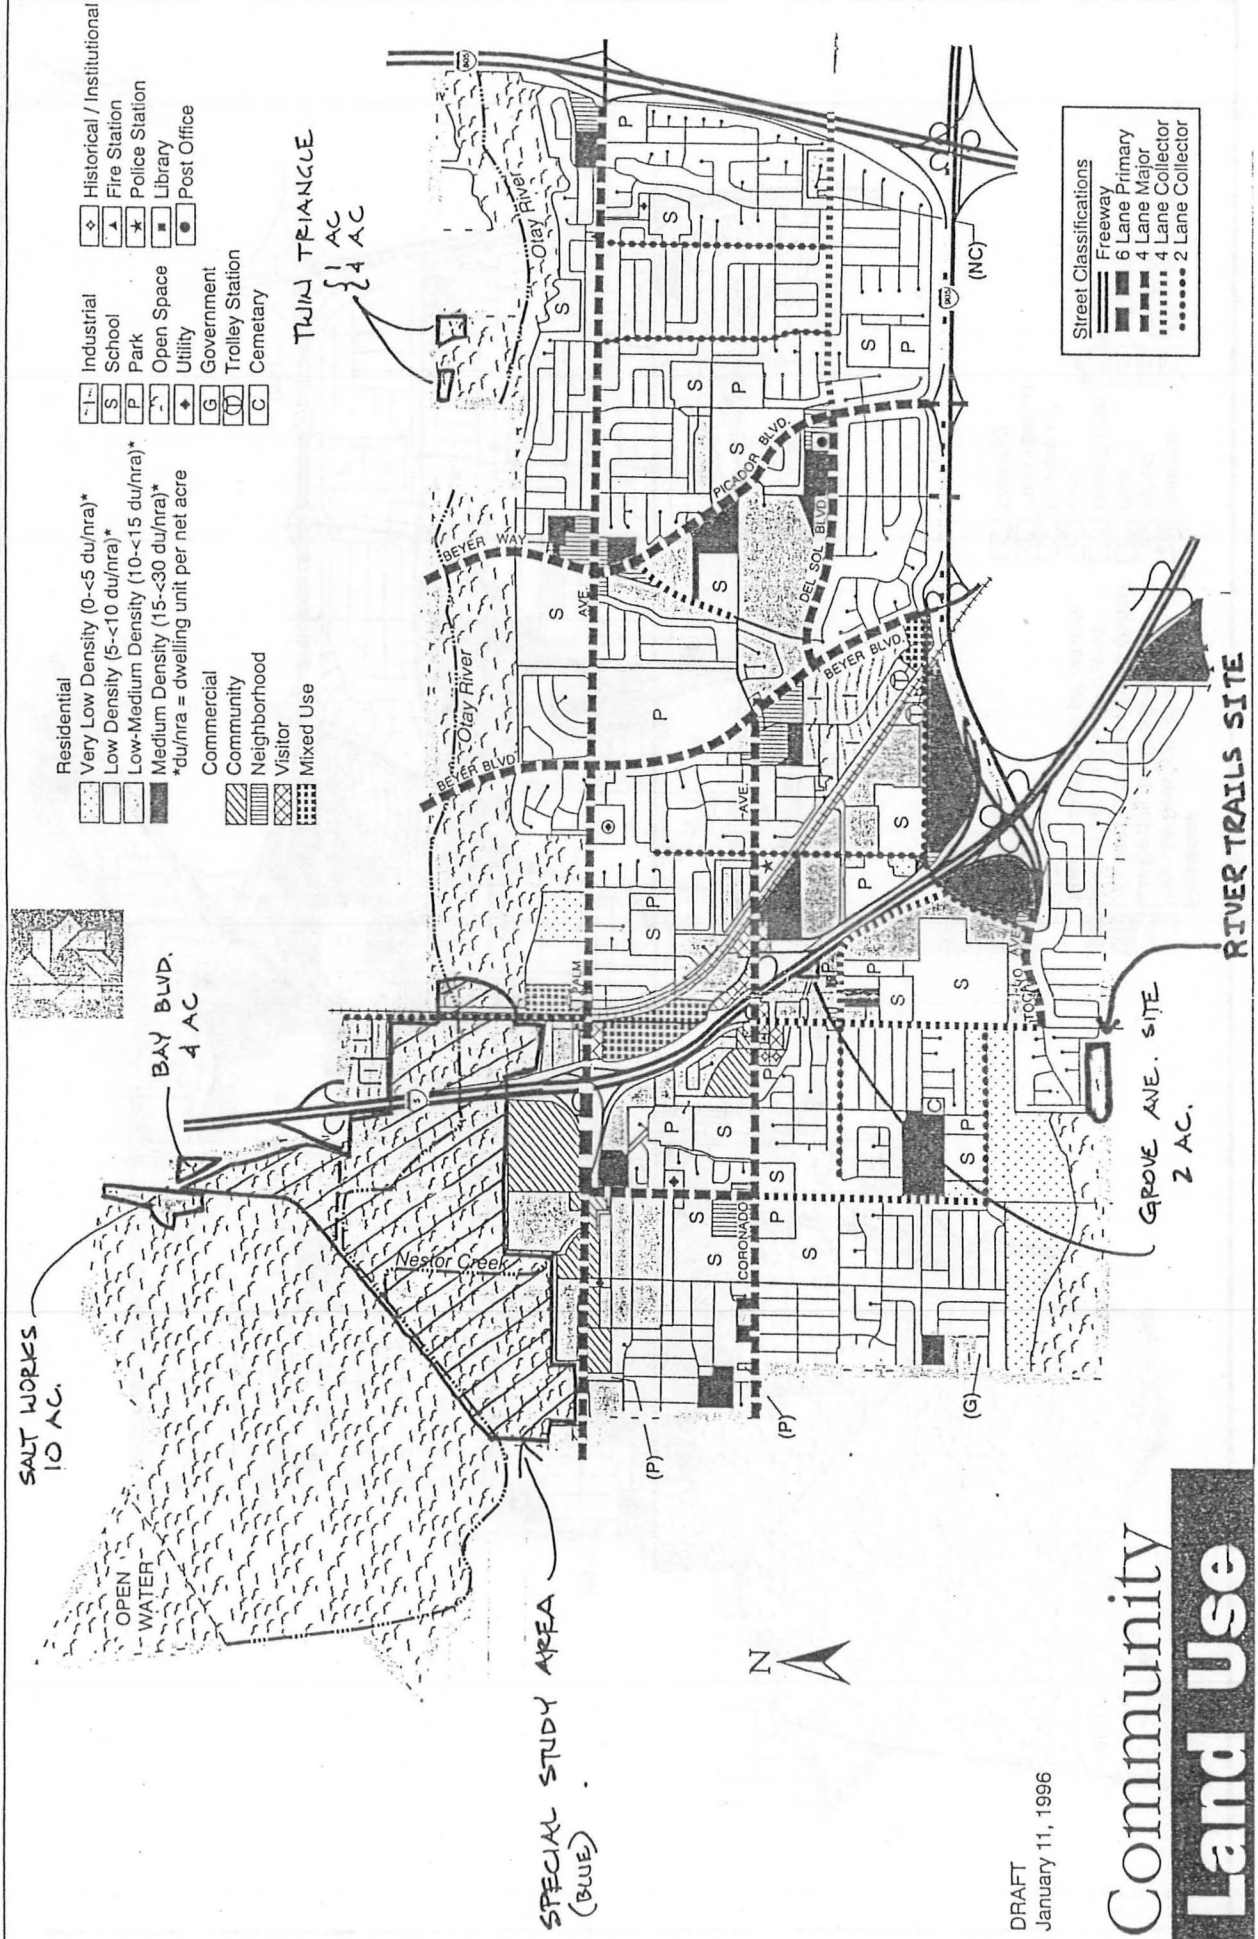 SALT WORKS
10 AC.
BAY BLVD.
4 AC
Residential
Very Low Density (0-<5 du/nra)*
Low Density (5-<10 du/nra)*
Low-Medium Density (10-<15 du/nra)*
Medium Density (15-<30 du/nra)*
*du/nra = dwelling unit per net acre
Commercial
Community
Neighborhood
Visitor
Mixed Use
I Industrial
S School
P Park
Open Space
Utility
G Government
T Trolley Station
C Cemetary
Historical / Institutional
Fire Station
Police Station
Library
Post Office
TWIN TRIANGLE
1 AC
4 AC
OPEN
WATER
Nestor Creek
Otay River
Otay River
BEYER BLVD.
BEYER WAY
PALM
AVE.
PICADOR BLVD.
DEL SOL BLVD.
BEYER BLVD.
CORONADO
AVE.
TOCAYO AVE.
5
805
905
(P)
(P)
(G)
(NC)
SPECIAL STUDY AREA
(BLUE)
N
GROVE AVE. SITE
2 AC.
RIVER TRAILS SITE
Street Classifications
Freeway
6 Lane Primary
4 Lane Major
4 Lane Collector
2 Lane Collector
DRAFT
January 11, 1996
Community
Land Use